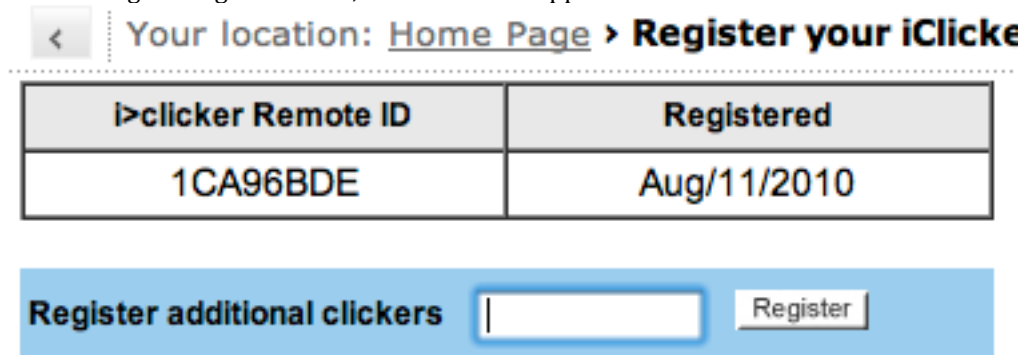 Your location: Home Page › Register your iClicke
i>clicker Remote ID Registered
1CA96BDE Aug/11/2010
Register additional clickers Register